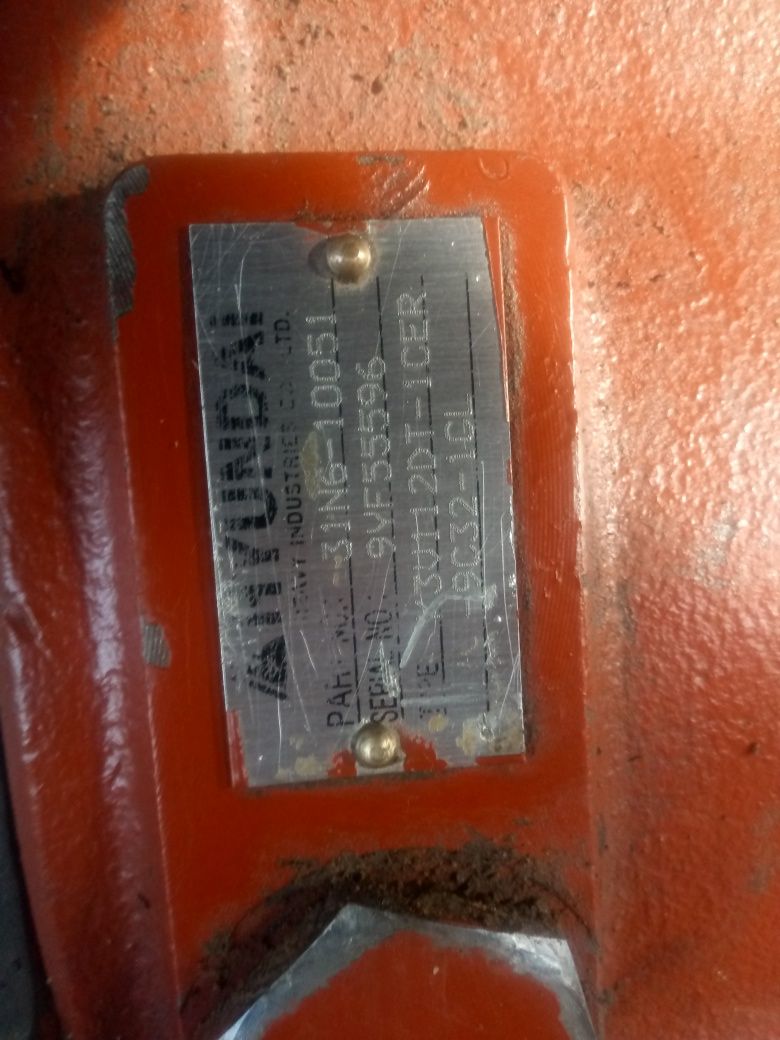 HYUNDAI
HEAVY INDUSTRIES CO., LTD.
PART NO. 31N6-10051
SERIAL NO. 9VF55596
TYPE K3V112DT-1CER
-9C32-1CL